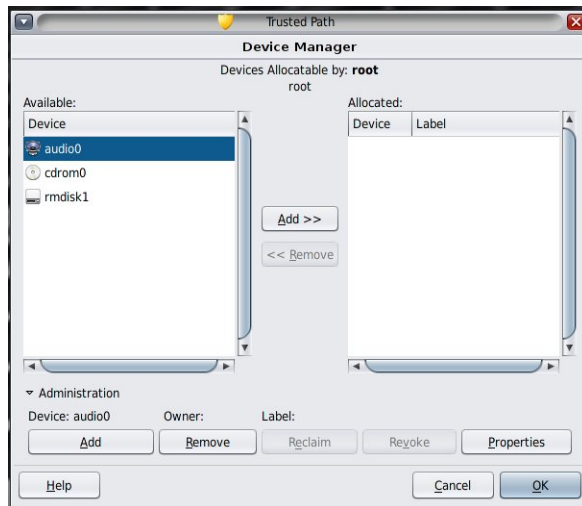 Trusted Path
Device Manager
Devices Allocatable by: root
root
Available:
Device
audio0
cdrom0
rmdisk1
Add >>
<< Remove
Allocated:
Device Label
Administration
Device: audio0 Owner: Label:
Add Remove Reclaim Revoke Properties
Help Cancel OK